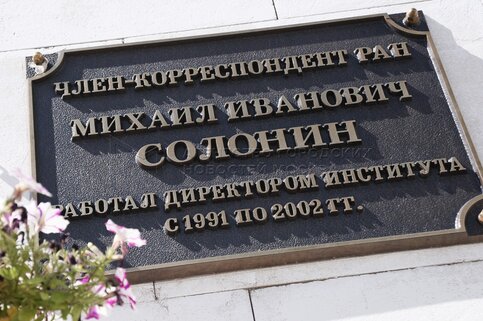 ЧЛЕН-КОРРЕСПОНДЕНТ РАН
МИХАИЛ ИВАНОВИЧ
СОЛОНИН
РАБОТАЛ ДИРЕКТОРОМ ИНСТИТУТА
С 1991 ПО 2002 ГГ.